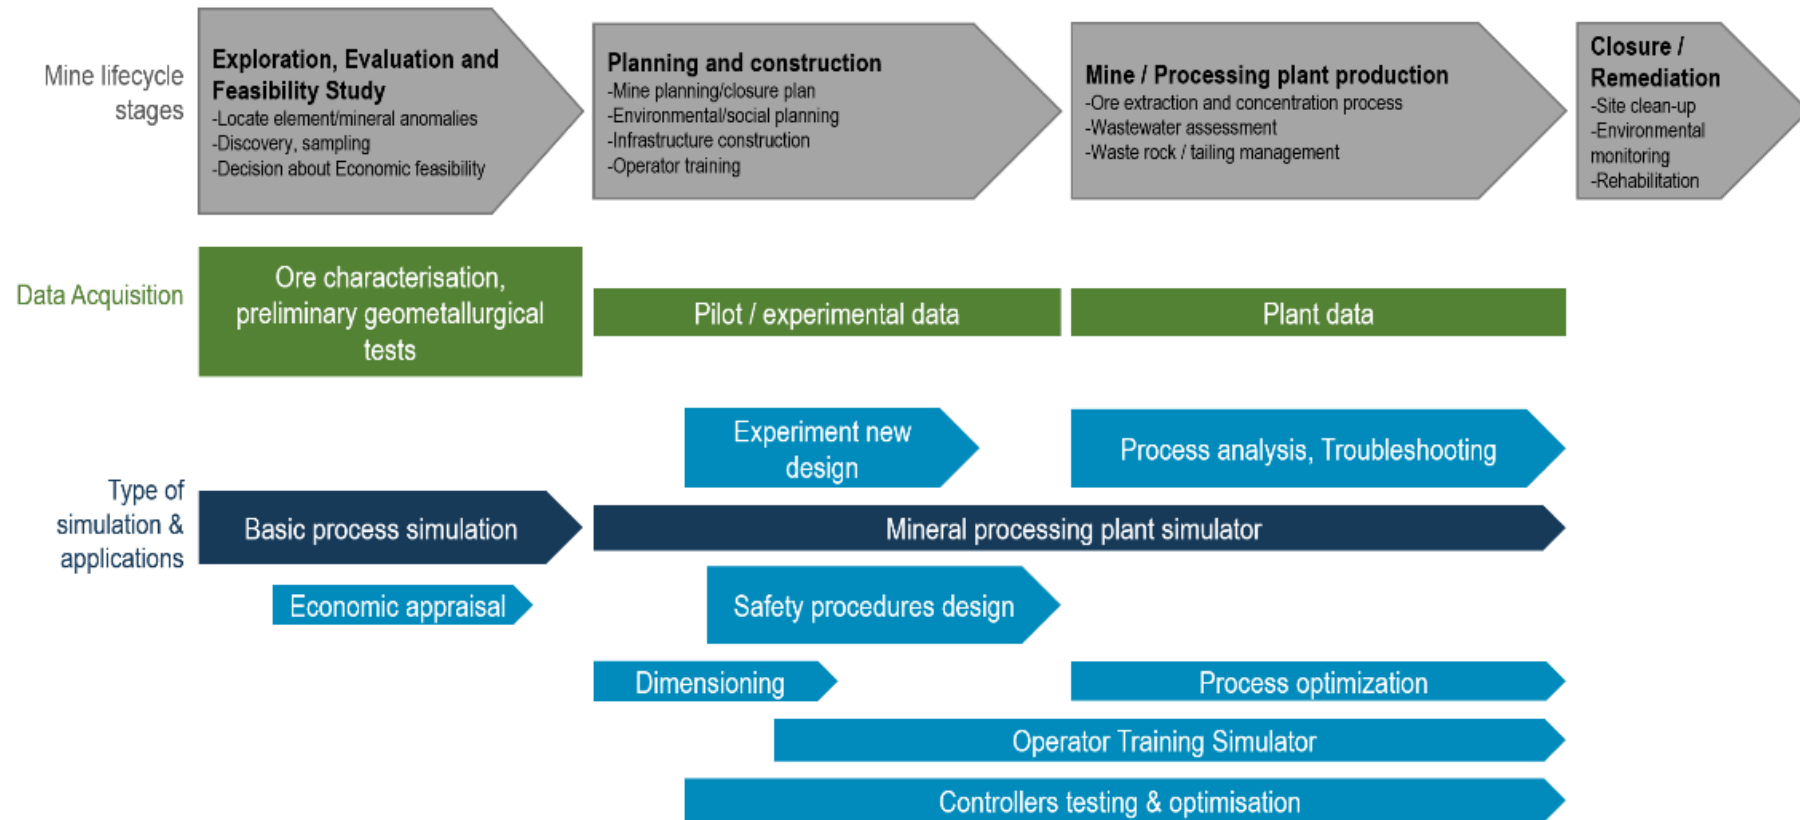 Mine lifecycle
stages
Exploration, Evaluation and
Feasibility Study
-Locate element/mineral anomalies
-Discovery, sampling
-Decision about Economic feasibility
Planning and construction
-Mine planning/closure plan
-Environmental/social planning
-Infrastructure construction
-Operator training
Mine / Processing plant production
-Ore extraction and concentration process
-Wastewater assessment
-Waste rock / tailing management
Closure /
Remediation
-Site clean-up
-Environmental
monitoring
-Rehabilitation
Data Acquisition
Ore characterisation,
preliminary geometallurgical
tests
Pilot / experimental data
Plant data
Type of
simulation &
applications
Experiment new
design
Process analysis, Troubleshooting
Basic process simulation
Mineral processing plant simulator
Economic appraisal
Safety procedures design
Dimensioning
Process optimization
Operator Training Simulator
Controllers testing & optimisation